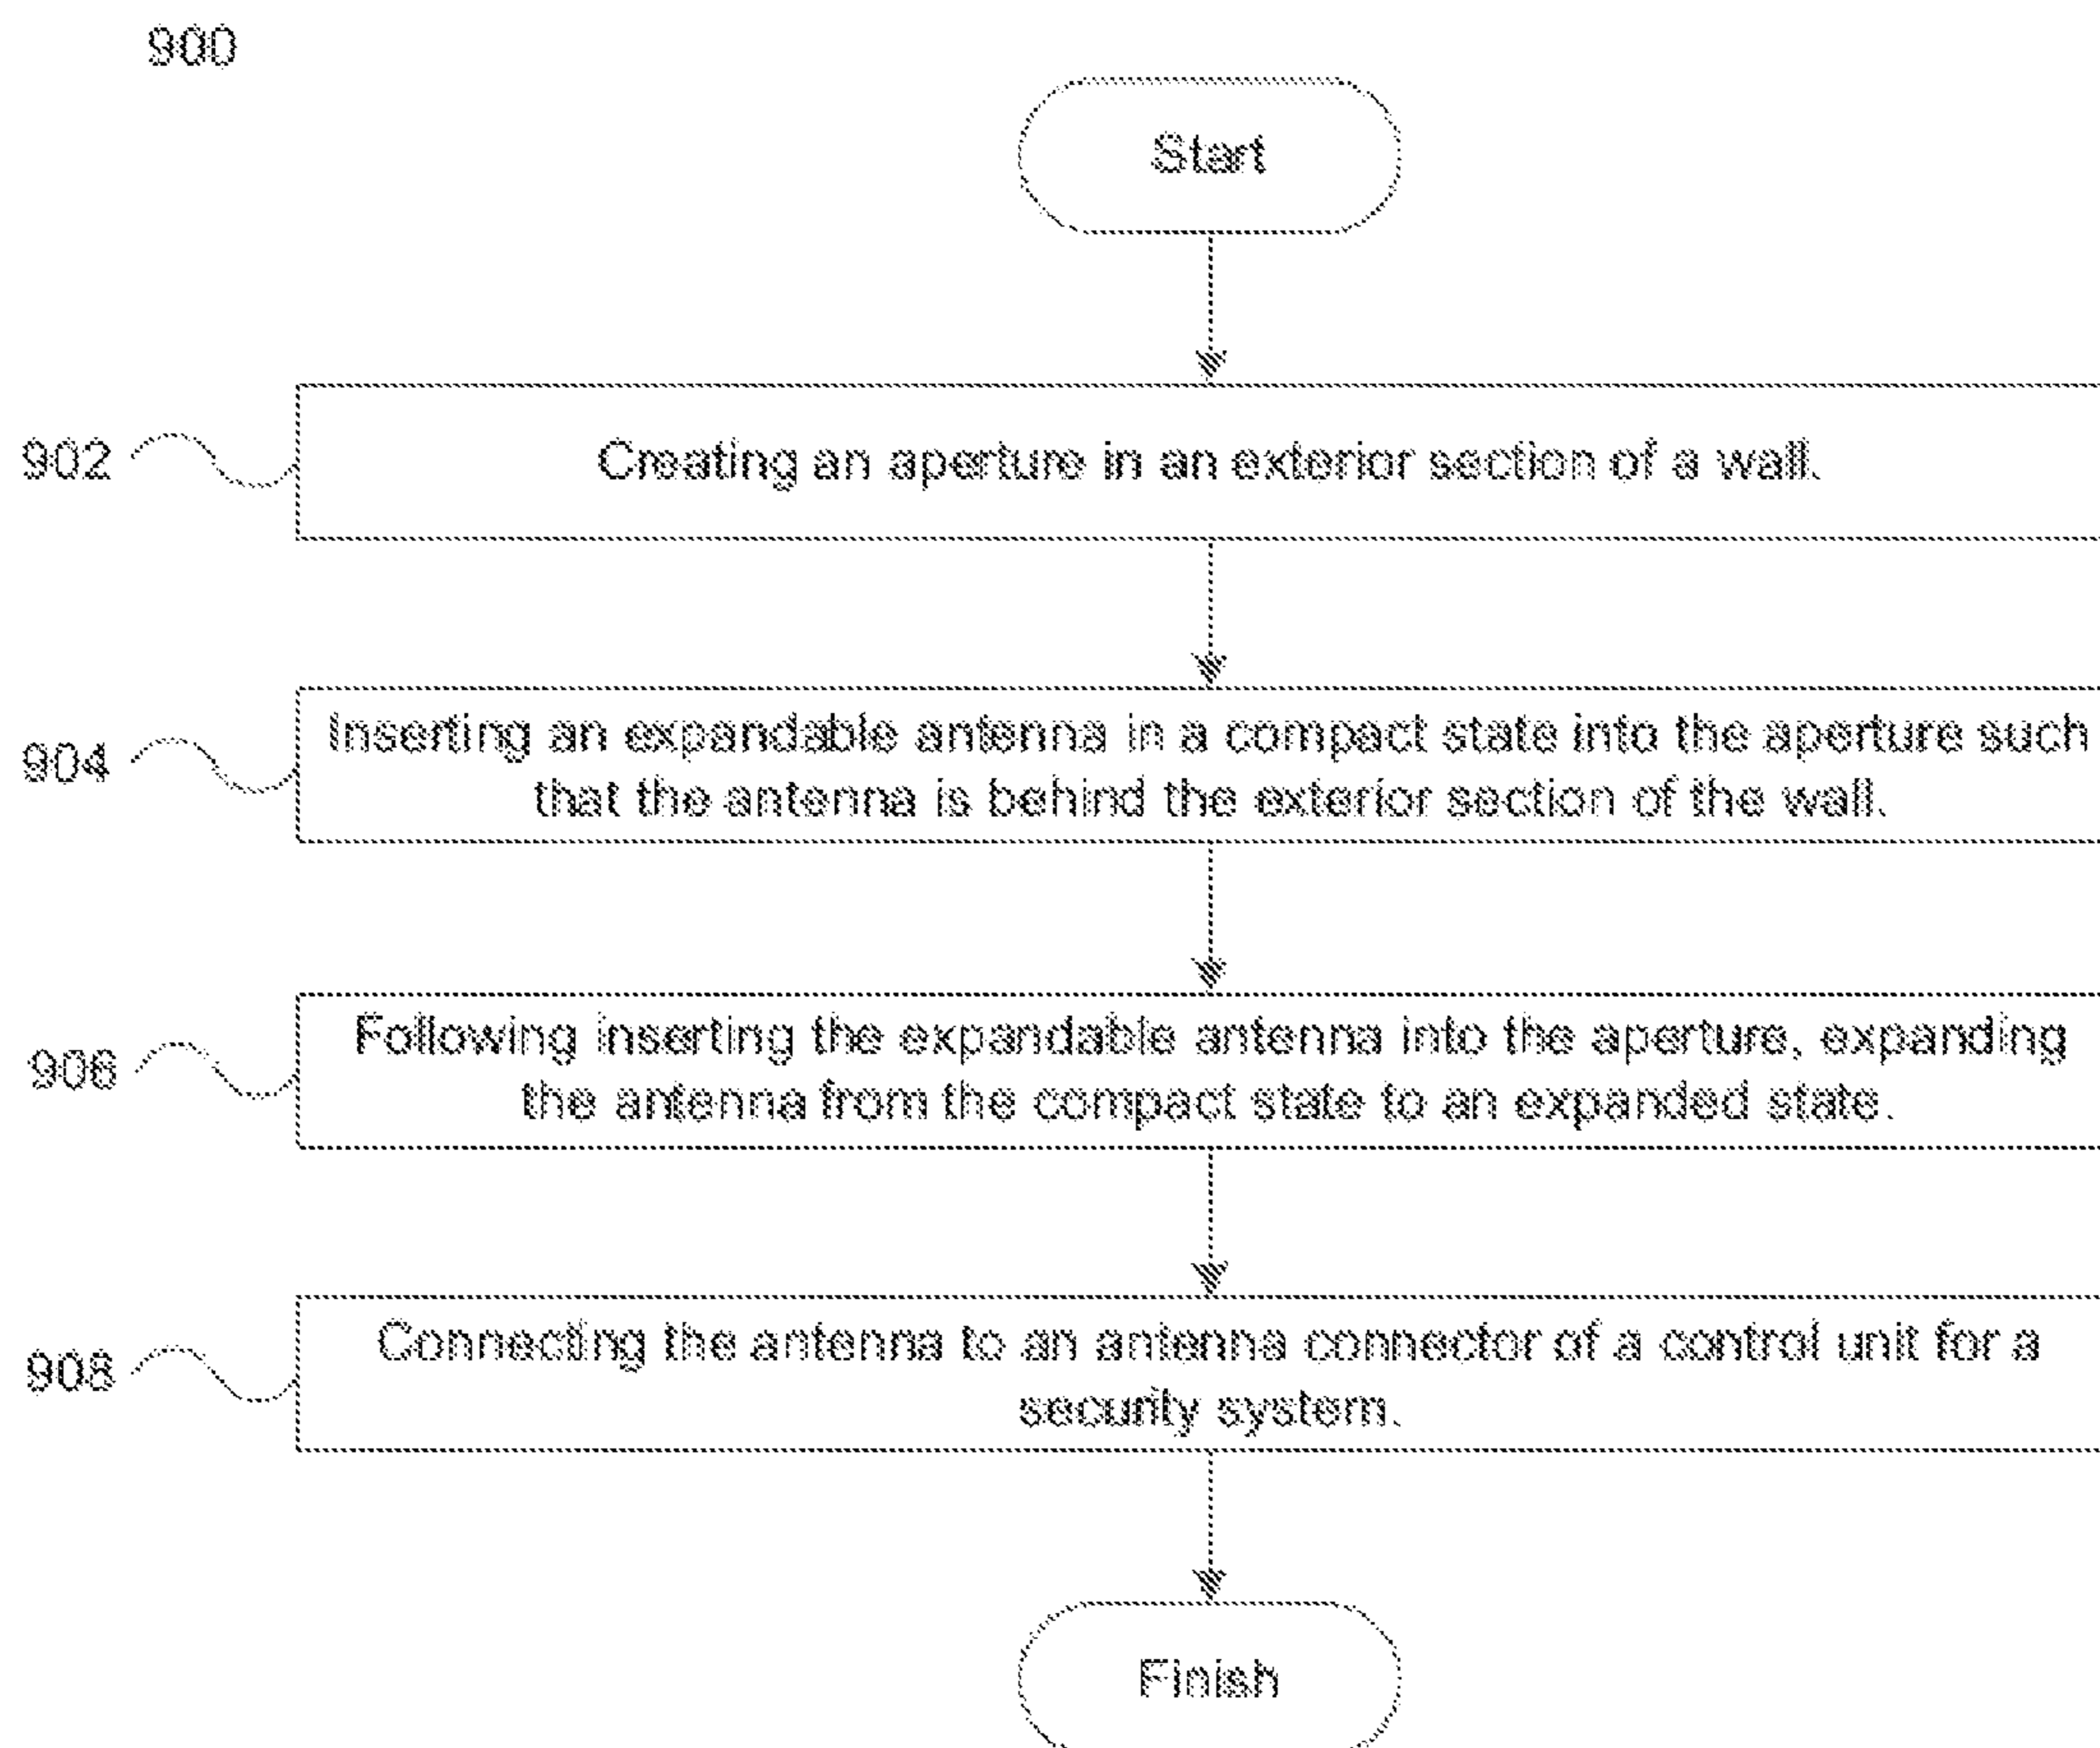 900
Start
902
Creating an aperture in an exterior section of a wall.
904
Inserting an expandable antenna in a compact state into the aperture such
that the antenna is behind the exterior section of the wall.
906
Following inserting the expandable antenna into the aperture, expanding
the antenna from the compact state to an expanded state.
908
Connecting the antenna to an antenna connector of a control unit for a
security system.
Finish